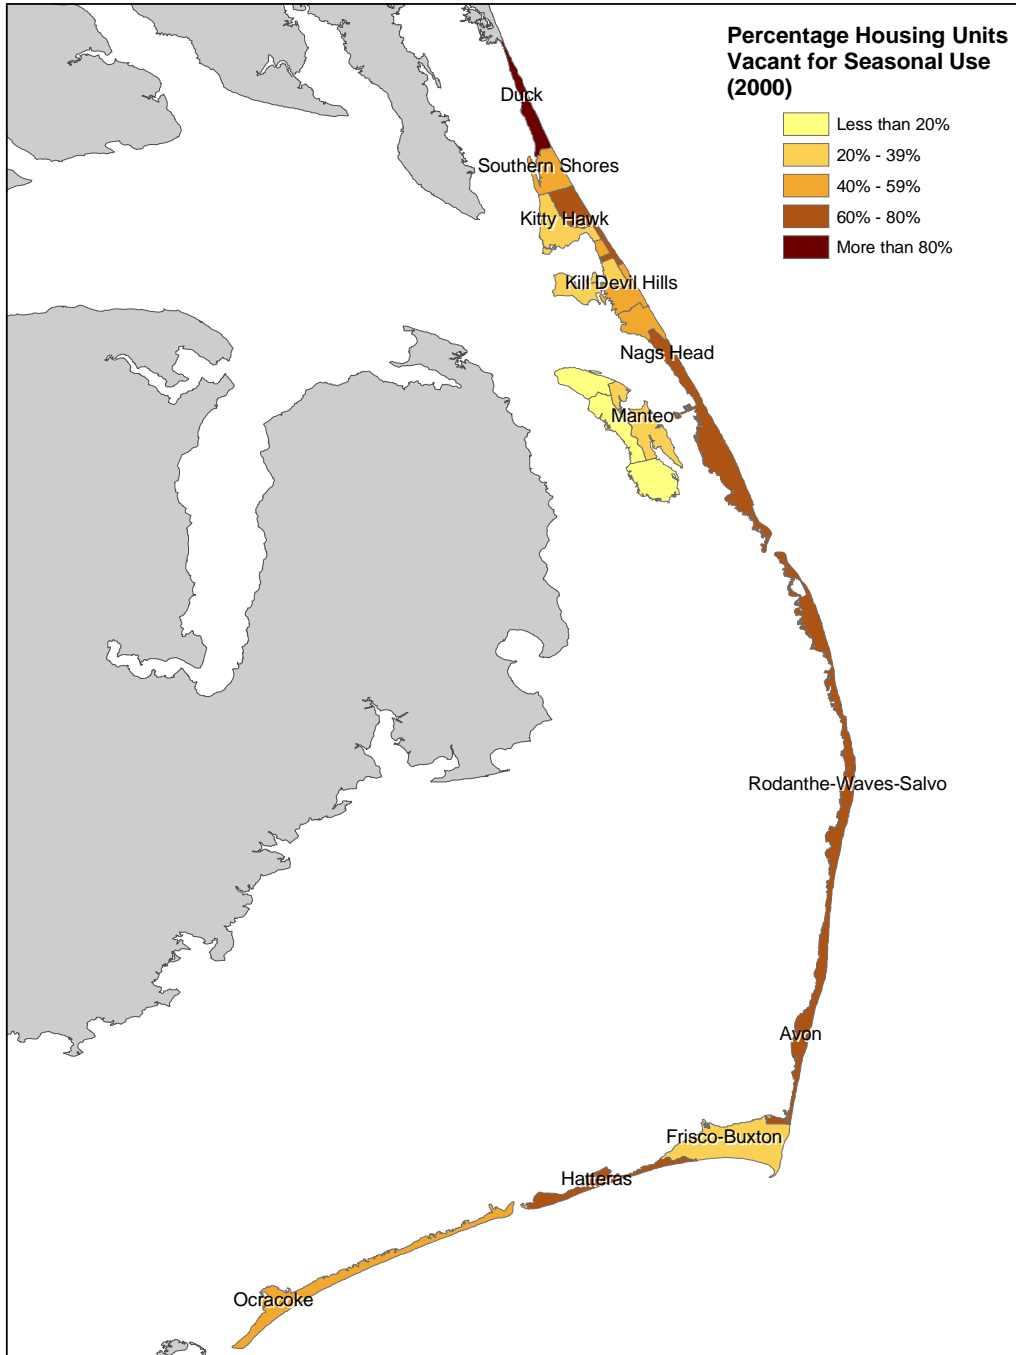 Percentage Housing Units
Vacant for Seasonal Use
(2000)
Less than 20%
20% - 39%
40% - 59%
60% - 80%
More than 80%
Duck
Southern Shores
Kitty Hawk
Kill Devil Hills
Nags Head
Manteo
Rodanthe-Waves-Salvo
Avon
Frisco-Buxton
Hatteras
Ocracoke